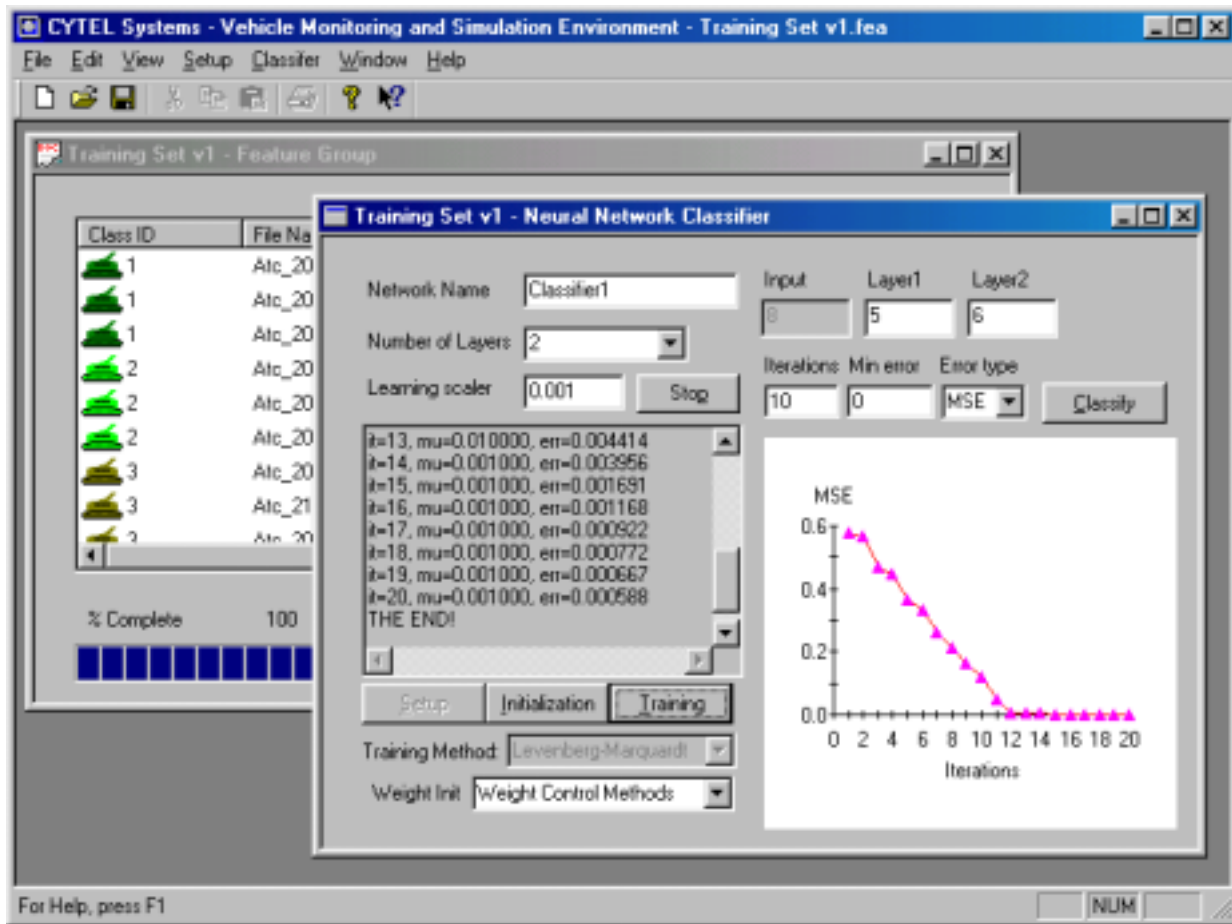 CYTEL Systems - Vehicle Monitoring and Simulation Environment - Training Set v1.fea
File Edit View Setup Classifer Window Help
Training Set v1 - Feature Group
Class ID File Na
1 Atc_20
1 Atc_20
1 Atc_20
2 Atc_20
2 Atc_20
2 Atc_20
3 Atc_20
3 Atc_21
3 Atc_20
% Complete 100
Training Set v1 - Neural Network Classifier
Network Name Classifier1
Number of Layers 2
Learning scaler 0.001 Stop
Input Layer1 Layer2
8 5 6
Iterations Min error Error type
10 0 MSE Classify
it=13, mu=0.010000, err=0.004414
it=14, mu=0.001000, err=0.003956
it=15, mu=0.001000, err=0.001691
it=16, mu=0.001000, err=0.001168
it=17, mu=0.001000, err=0.000922
it=18, mu=0.001000, err=0.000772
it=19, mu=0.001000, err=0.000667
it=20, mu=0.001000, err=0.000588
THE END!
Setup Initialization Training
Training Method: Levenberg-Marquardt
Weight Init Weight Control Methods
MSE
0.6
0.4
0.2
0.0
0 2 4 6 8 10 12 14 16 18 20
Iterations
For Help, press F1 NUM